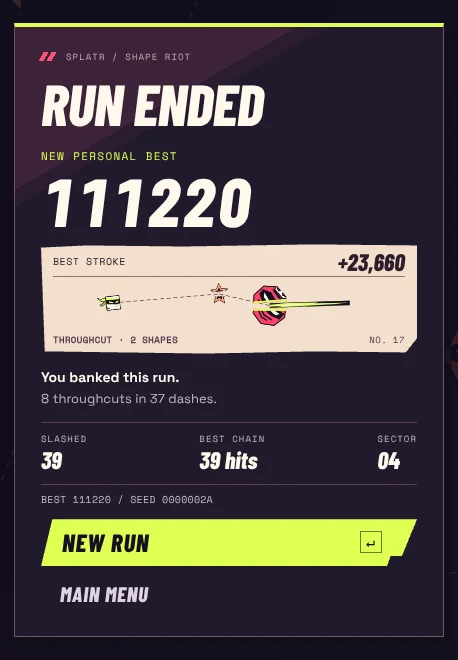 SPLATR / SHAPE RIOT
RUN ENDED
NEW PERSONAL BEST
111220
BEST STROKE +23,660
THROUGHCUT · 2 SHAPES NO. 17
You banked this run.
8 throughcuts in 37 dashes.
SLASHED BEST CHAIN SECTOR
39 39 hits 04
BEST 111220 / SEED 0000002A
NEW RUN ↵
MAIN MENU